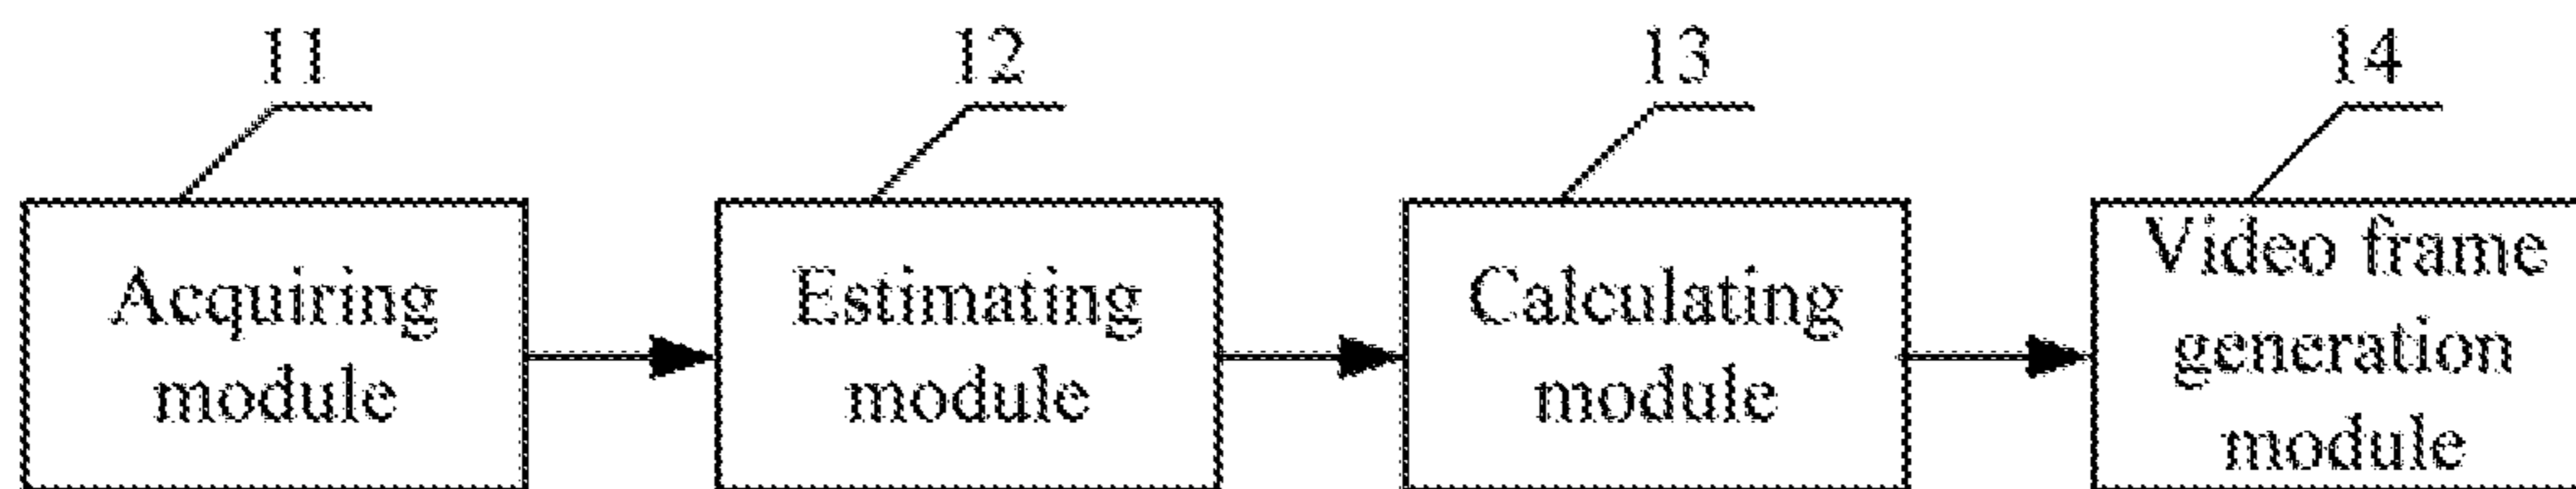 11
12
13
14
Acquiring
module
Estimating
module
Calculating
module
Video frame
generation
module